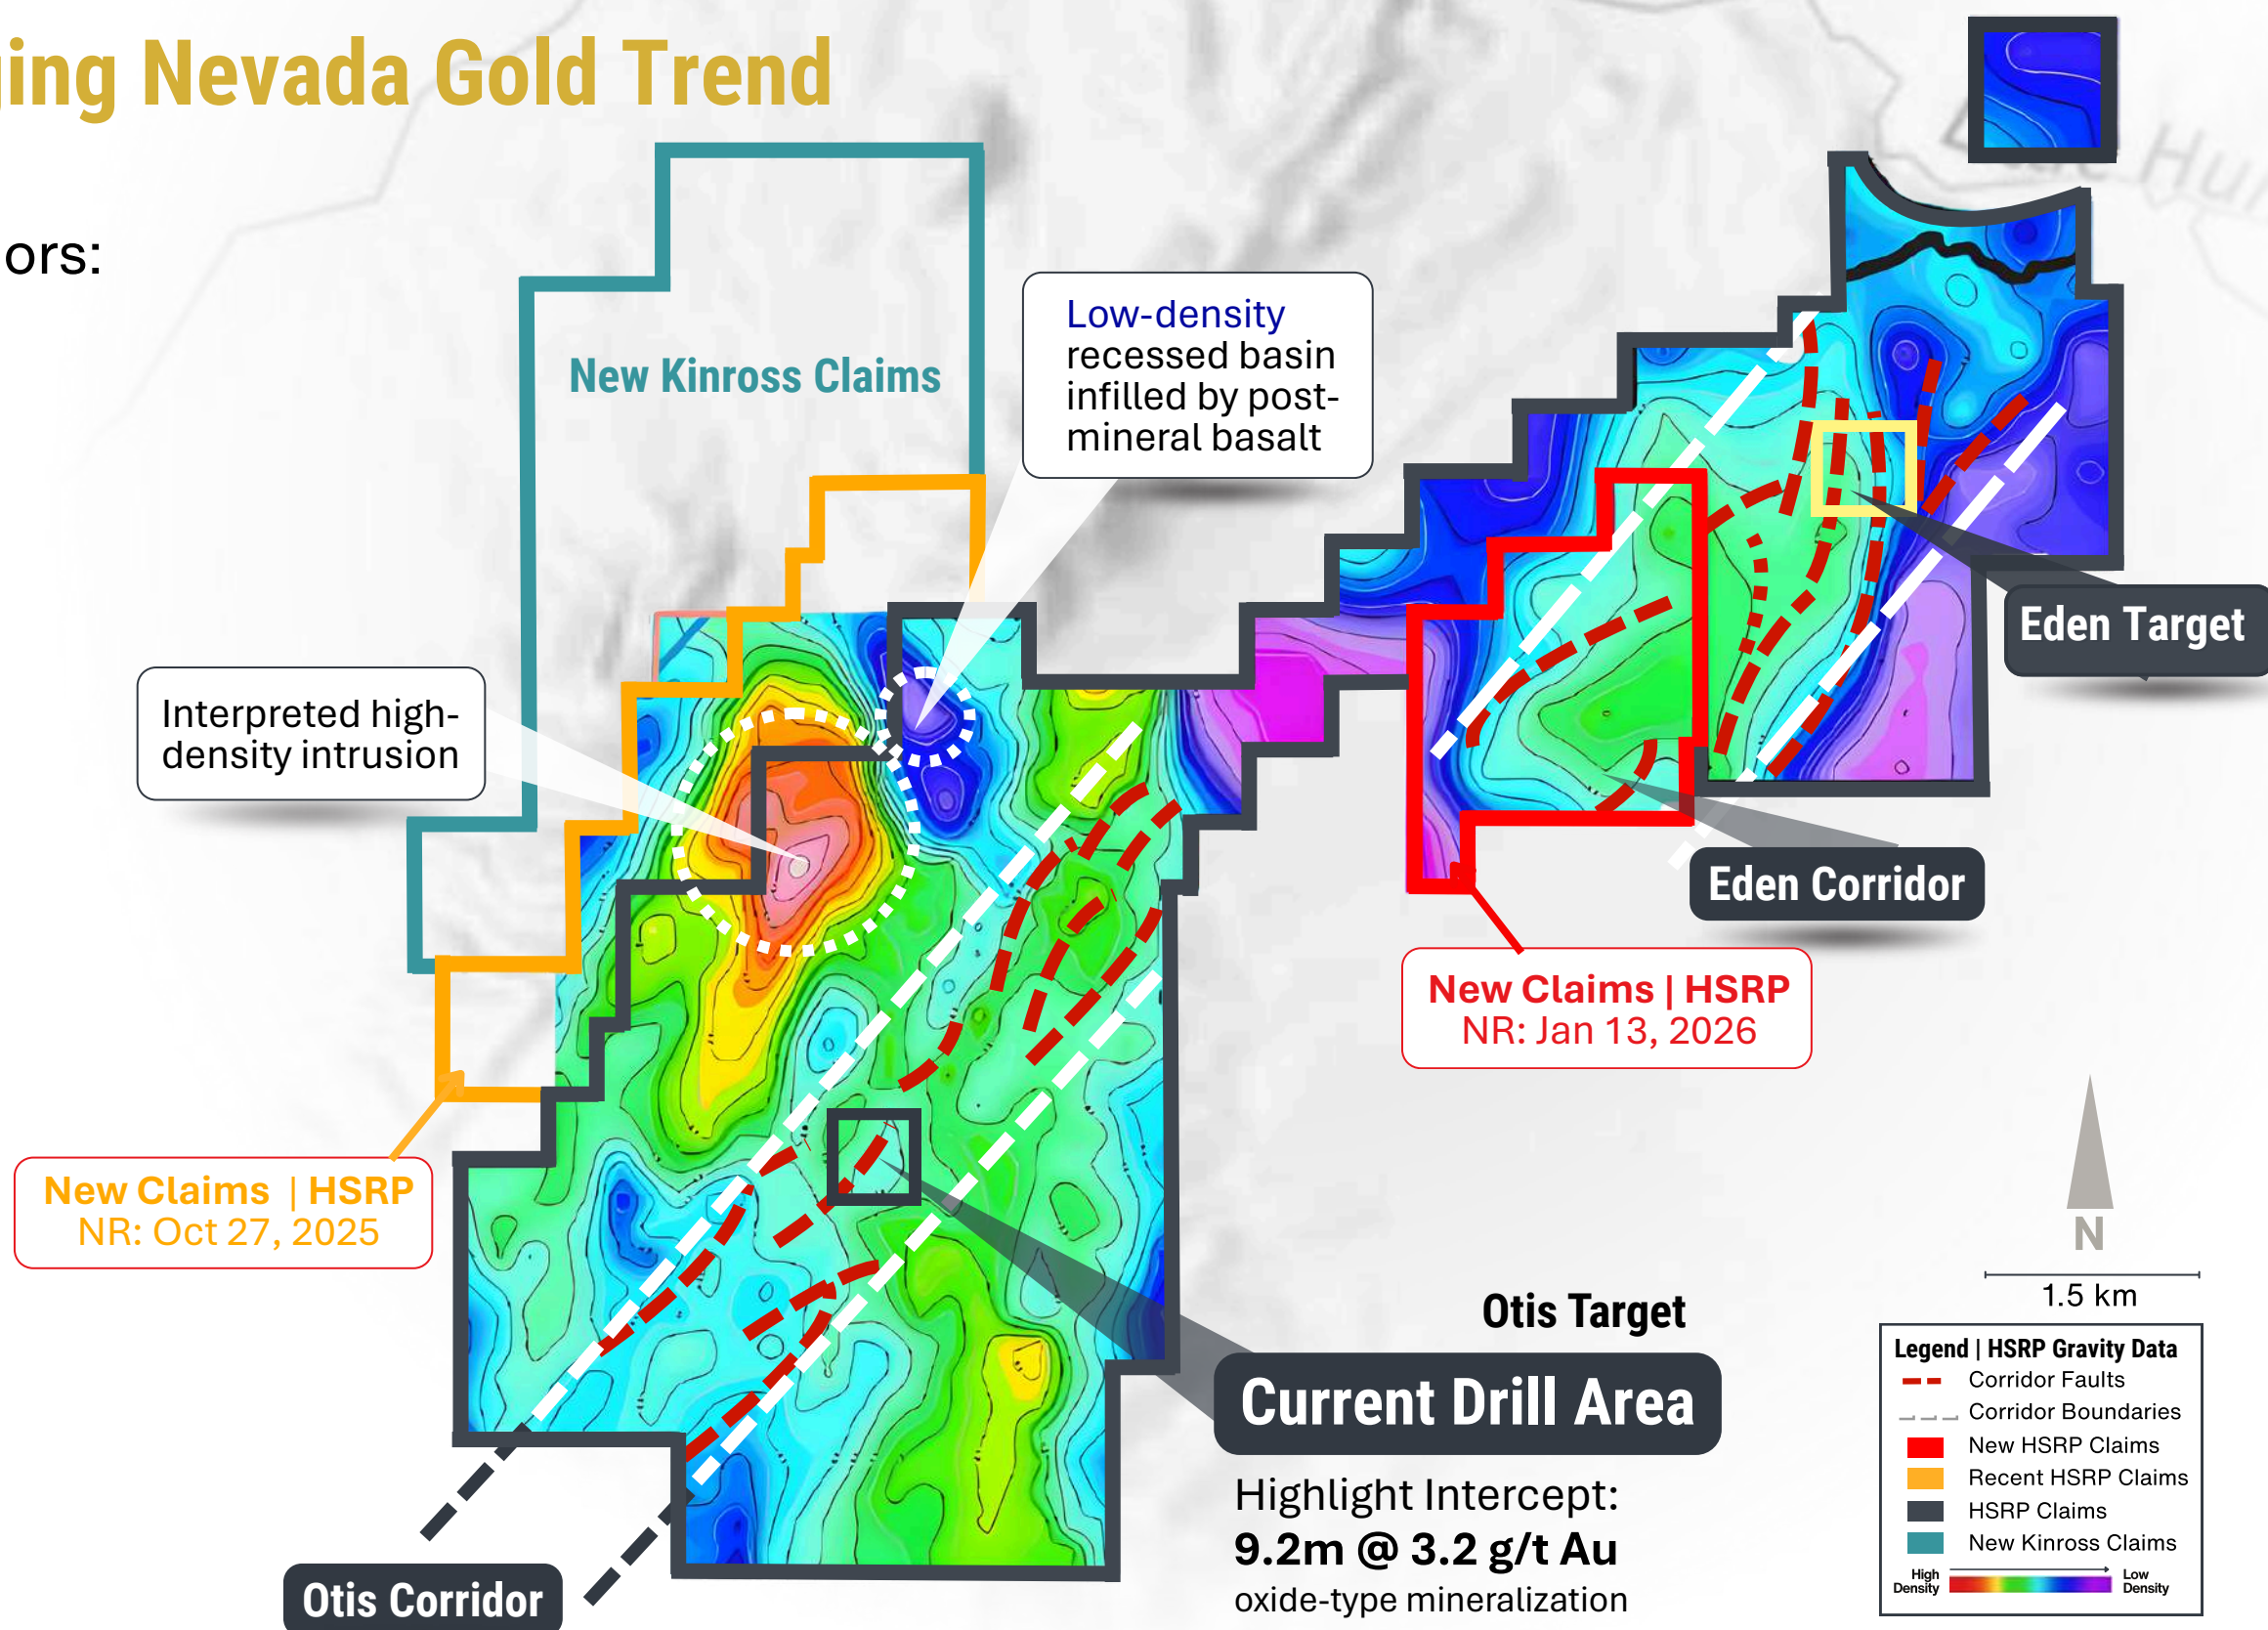 ging Nevada Gold Trend
ors:
New Kinross Claims
Low-density
recessed basin
infilled by post-
mineral basalt
Interpreted high-
density intrusion
Eden Target
Eden Corridor
New Claims | HSRP
NR: Jan 13, 2026
New Claims | HSRP
NR: Oct 27, 2025
N
1.5 km
Otis Target
Current Drill Area
Highlight Intercept:
9.2m @ 3.2 g/t Au
oxide-type mineralization
Otis Corridor
Legend | HSRP Gravity Data
Corridor Faults
Corridor Boundaries
New HSRP Claims
Recent HSRP Claims
HSRP Claims
New Kinross Claims
High
Density
Low
Density